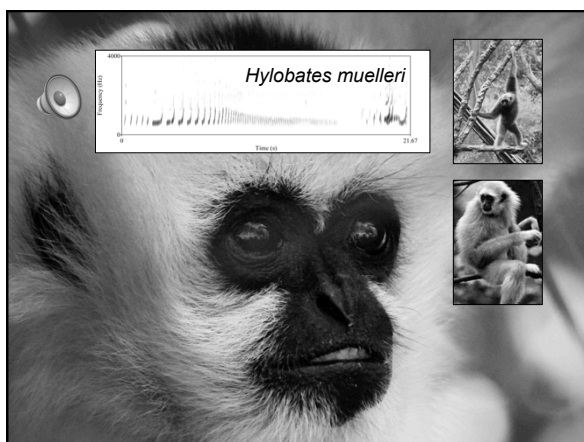 Hylobates muelleri
4000
Frequency (Hz)
0
0
21.67
Time (s)